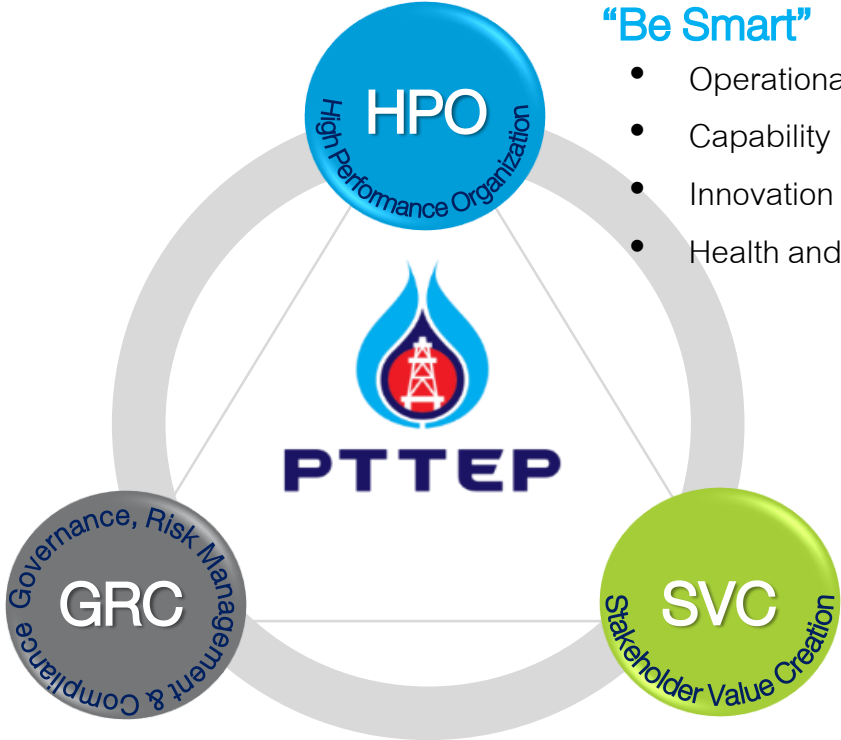 “Be Smart”
• Operationa
• Capability
• Innovation
• Health and
HPO
High Performance Organization
PTTEP
GRC
Governance, Risk Management & Compliance
SVC
Stakeholder Value Creation